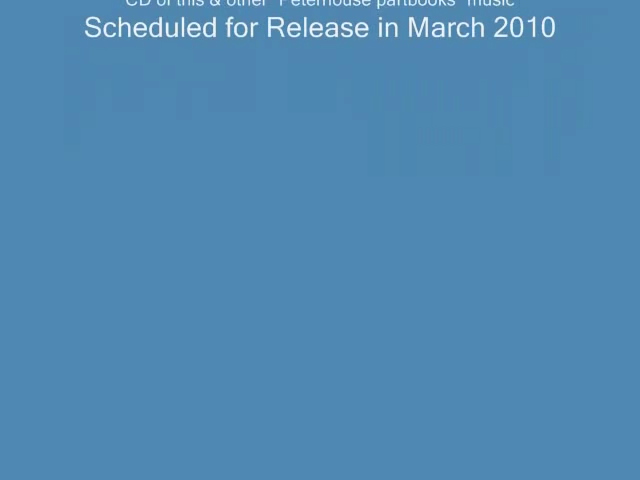 CD of this & other "Peterhouse partbooks" music
Scheduled for Release in March 2010